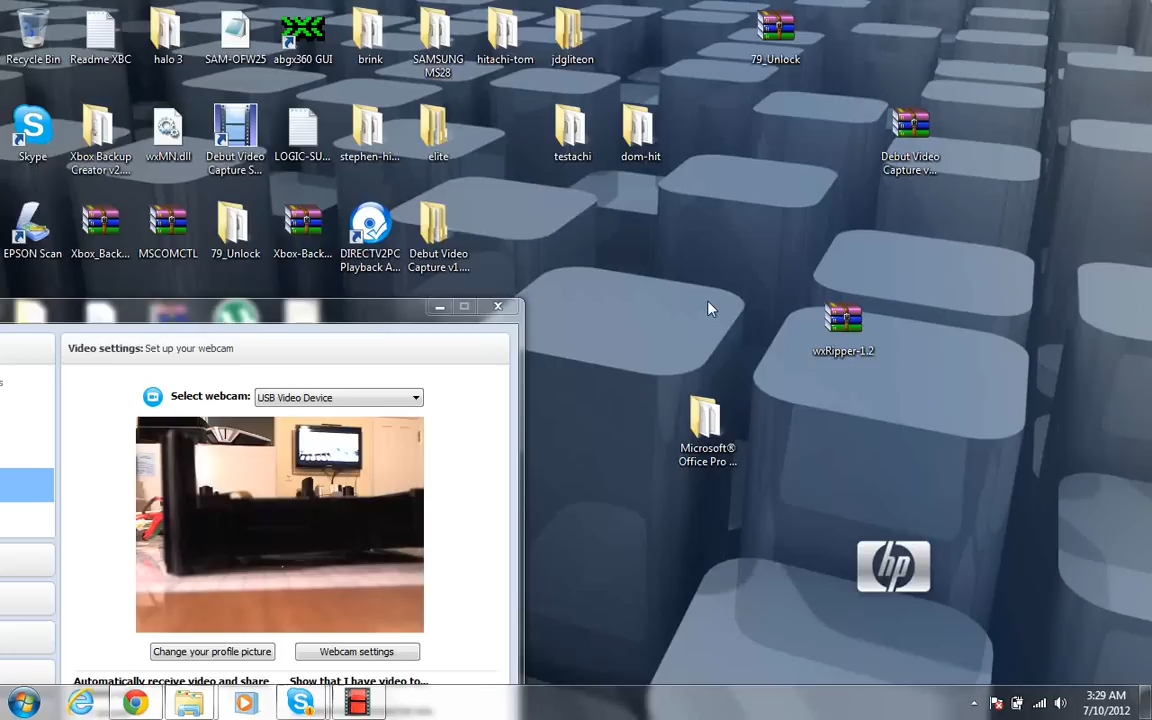 Recycle Bin
Readme XBC
halo 3
SAM-OFW25
abgx360 GUI
brink
SAMSUNG
MS28
hitachi-tom
jdgliteon
79_Unlock
Skype
Xbox Backup
Creator v2....
wxMN.dll
Debut Video
Capture S...
LOGIC-SU...
stephen-hi...
elite
testachi
dom-hit
Debut Video
Capture v...
EPSON Scan
Xbox_Back...
MSCOMCTL
79_Unlock
Xbox-Back...
DIRECTV2PC
Playback A...
Debut Video
Capture v1....
wxRipper-1.2
Microsoft®
Office Pro ...
Video settings: Set up your webcam
Select webcam: USB Video Device
Change your profile picture
Webcam settings
Automatically receive video and share
Show that I have video to...
hp
3:29 AM
7/10/2012